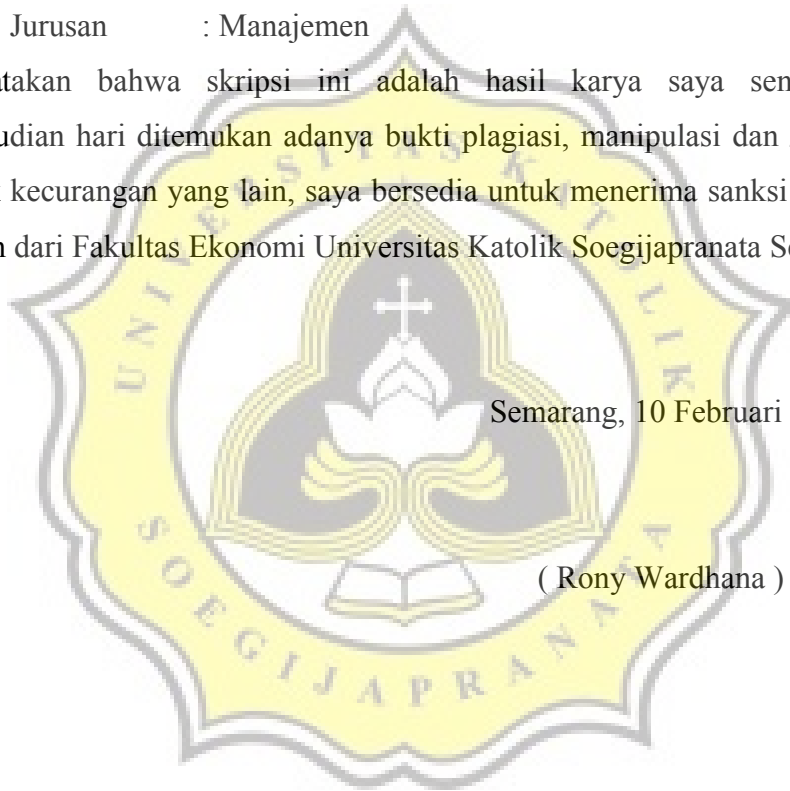 Jurusan : Manajemen
atakan bahwa skripsi ini adalah hasil karya saya sen
udian hari ditemukan adanya bukti plagiasi, manipulasi dan
kecurangan yang lain, saya bersedia untuk menerima sanksi
dari Fakultas Ekonomi Universitas Katolik Soegijapranata Se
Semarang, 10 Februari
( Rony Wardhana )
UNIVERSITAS KATOLIK
SOEGIJAPRANATA